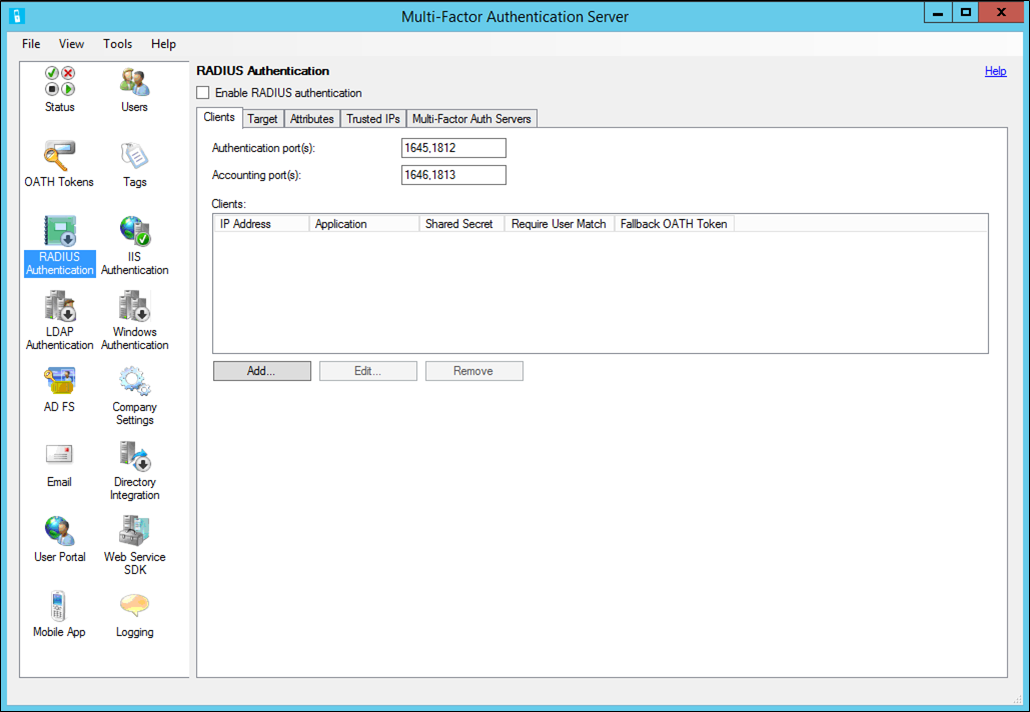 Multi-Factor Authentication Server
File View Tools Help
Status Users
OATH Tokens Tags
RADIUS Authentication
IIS Authentication
LDAP Authentication
Windows Authentication
AD FS
Company Settings
Email
Directory Integration
User Portal
Web Service SDK
Mobile App Logging
RADIUS Authentication
Help
Enable RADIUS authentication
Clients Target Attributes Trusted IPs Multi-Factor Auth Servers
Authentication port(s): 1645,1812
Accounting port(s): 1646,1813
Clients:
IP Address Application Shared Secret Require User Match Fallback OATH Token
Add... Edit... Remove